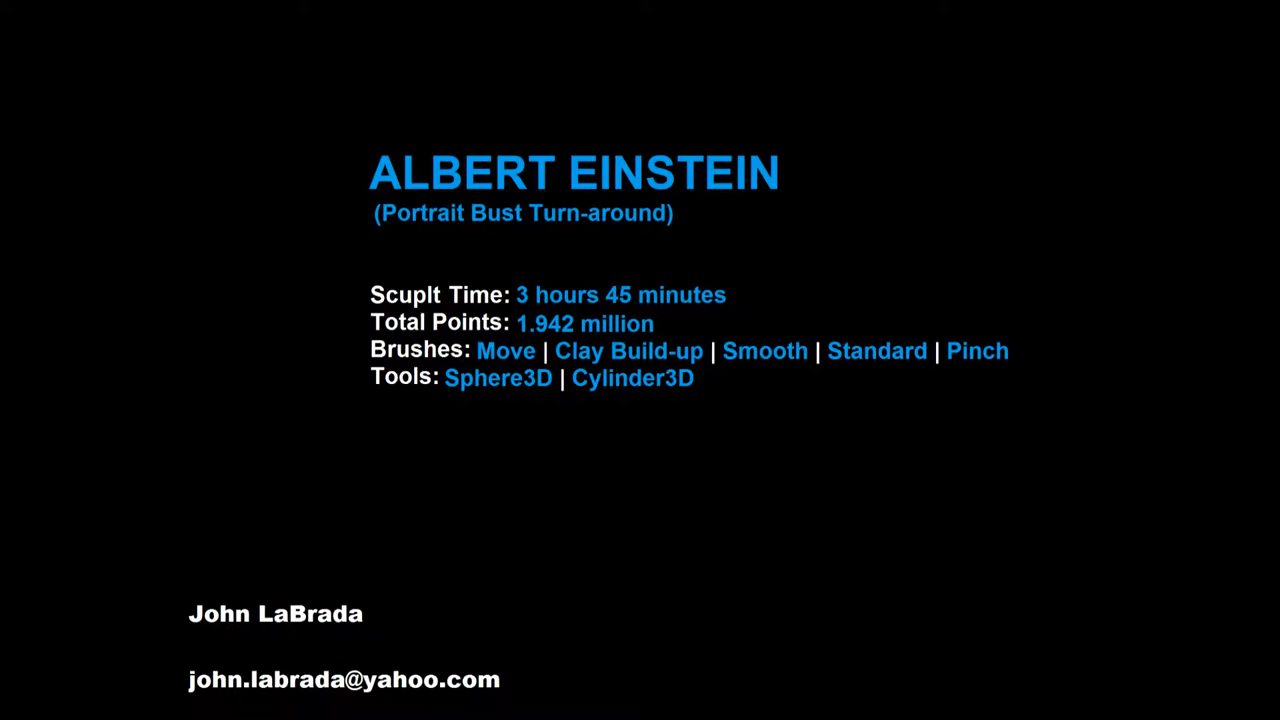 ALBERT EINSTEIN
(Portrait Bust Turn-around)
Scuplt Time: 3 hours 45 minutes
Total Points: 1.942 million
Brushes: Move | Clay Build-up | Smooth | Standard | Pinch
Tools: Sphere3D | Cylinder3D
John LaBrada
john.labrada@yahoo.com